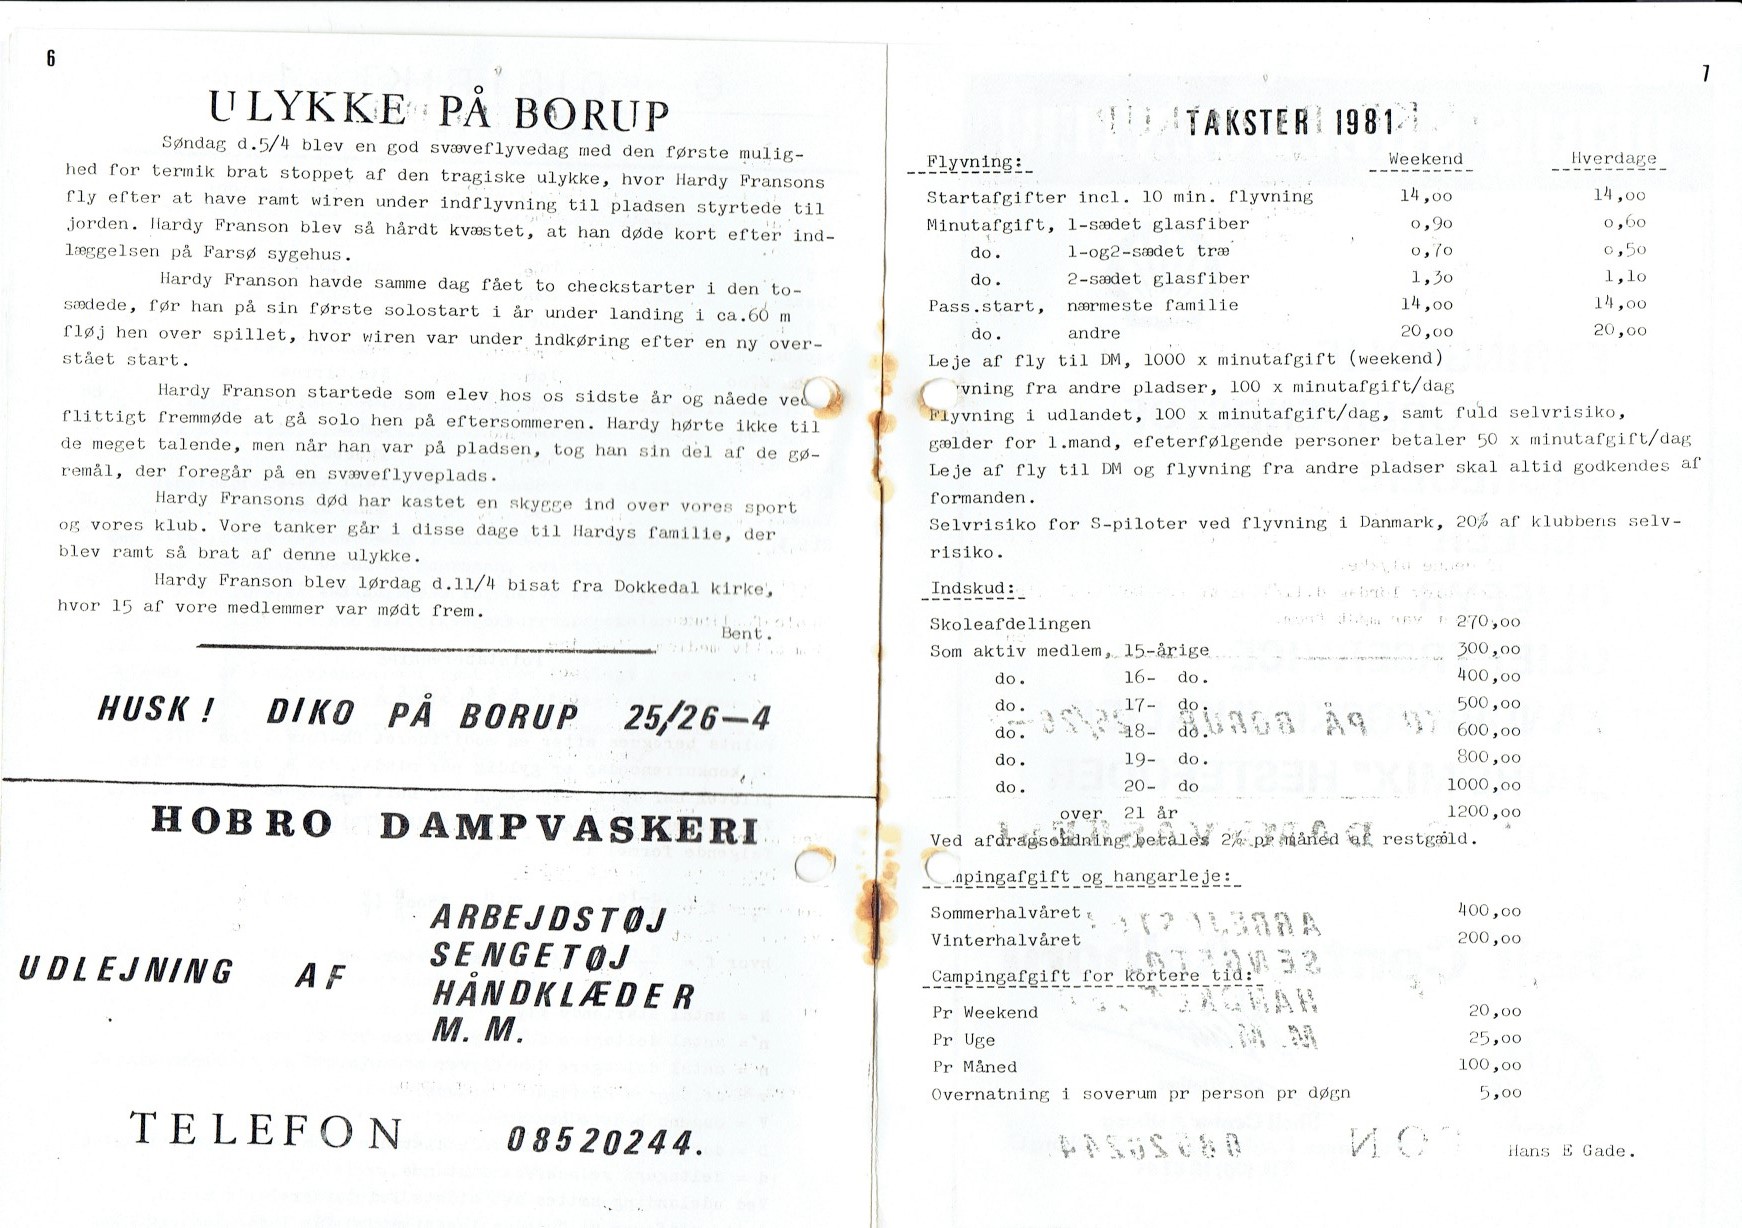 6
ULYKKE PÅ BORUP
Søndag d.5/4 blev en god svæveflyvedag med den første mulig-
hed for termik brat stoppet af den tragiske ulykke, hvor Hardy Fransons
fly efter at have ramt wiren under indflyvning til pladsen styrtede til
jorden. Hardy Franson blev så hårdt kvæstet, at han døde kort efter ind-
læggelsen på Farsø sygehus.
Hardy Franson havde samme dag fået to checkstarter i den to-
sædede, før han på sin første solostart i år under landing i ca.60 m
fløj hen over spillet, hvor wiren var under indkøring efter en ny over-
stået start.
Hardy Franson startede som elev hos os sidste år og nåede ved
flittigt fremmøde at gå solo hen på eftersommeren. Hardy hørte ikke til
de meget talende, men når han var på pladsen, tog han sin del af de gø-
remål, der foregår på en svæveflyveplads.
Hardy Fransons død har kastet en skygge ind over vores sport
og vores klub. Vore tanker går i disse dage til Hardys familie, der
blev ramt så brat af denne ulykke.
Hardy Franson blev lørdag d.11/4 bisat fra Dokkedal kirke,
hvor 15 af vore medlemmer var mødt frem.
Bent.
HUSK! DIKO PÅ BORUP 25/26-4
HOBRO DAMPVASKERI
UDLEJNING AF
ARBEJDSTØJ
SENGETØJ
HÅNDKLÆDER
M. M.
TELEFON 08520244.
7
TAKSTER 1981
Flyvning: Weekend Hverdage
Startafgifter incl. 10 min. flyvning 14,00 14,00
Minutafgift, 1-sædet glasfiber 0,90 0,60
do. 1-og2-sædet træ 0,70 0,50
do. 2-sædet glasfiber 1,30 1,10
Pass.start, nærmeste familie 14,00 14,00
do. andre 20,00 20,00
Leje af fly til DM, 1000 x minutafgift (weekend)
vning fra andre pladser, 100 x minutafgift/dag
Flyvning i udlandet, 100 x minutafgift/dag, samt fuld selvrisiko,
gælder for 1.mand, efeterfølgende personer betaler 50 x minutafgift/dag
Leje af fly til DM og flyvning fra andre pladser skal altid godkendes af
formanden.
Selvrisiko for S-piloter ved flyvning i Danmark, 20% af klubbens selv-
risiko.
Indskud:
Skoleafdelingen 270,00
Som aktiv medlem, 15-årige 300,00
do. 16- do. 400,00
do. 17- do. 500,00
do. 18- do. 600,00
do. 19- do. 800,00
do. 20- do 1000,00
over 21 år 1200,00
Ved afdragsordning betales 2% pr måned af restgæld.
mpingafgift og hangarleje:
Sommerhalvåret 400,00
Vinterhalvåret 200,00
Campingafgift for kortere tid:
Pr Weekend 20,00
Pr Uge 25,00
Pr Måned 100,00
Overnatning i soverum pr person pr døgn 5,00
Hans E Gade.